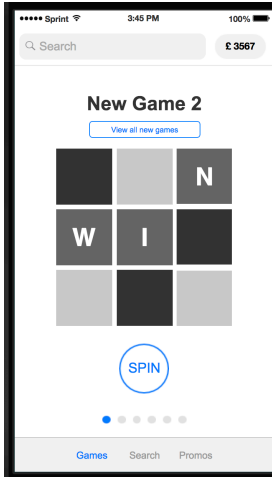 Sprint 3:45 PM 100%
Search £ 3567
New Game 2
View all new games
N
W I
SPIN
Games Search Promos